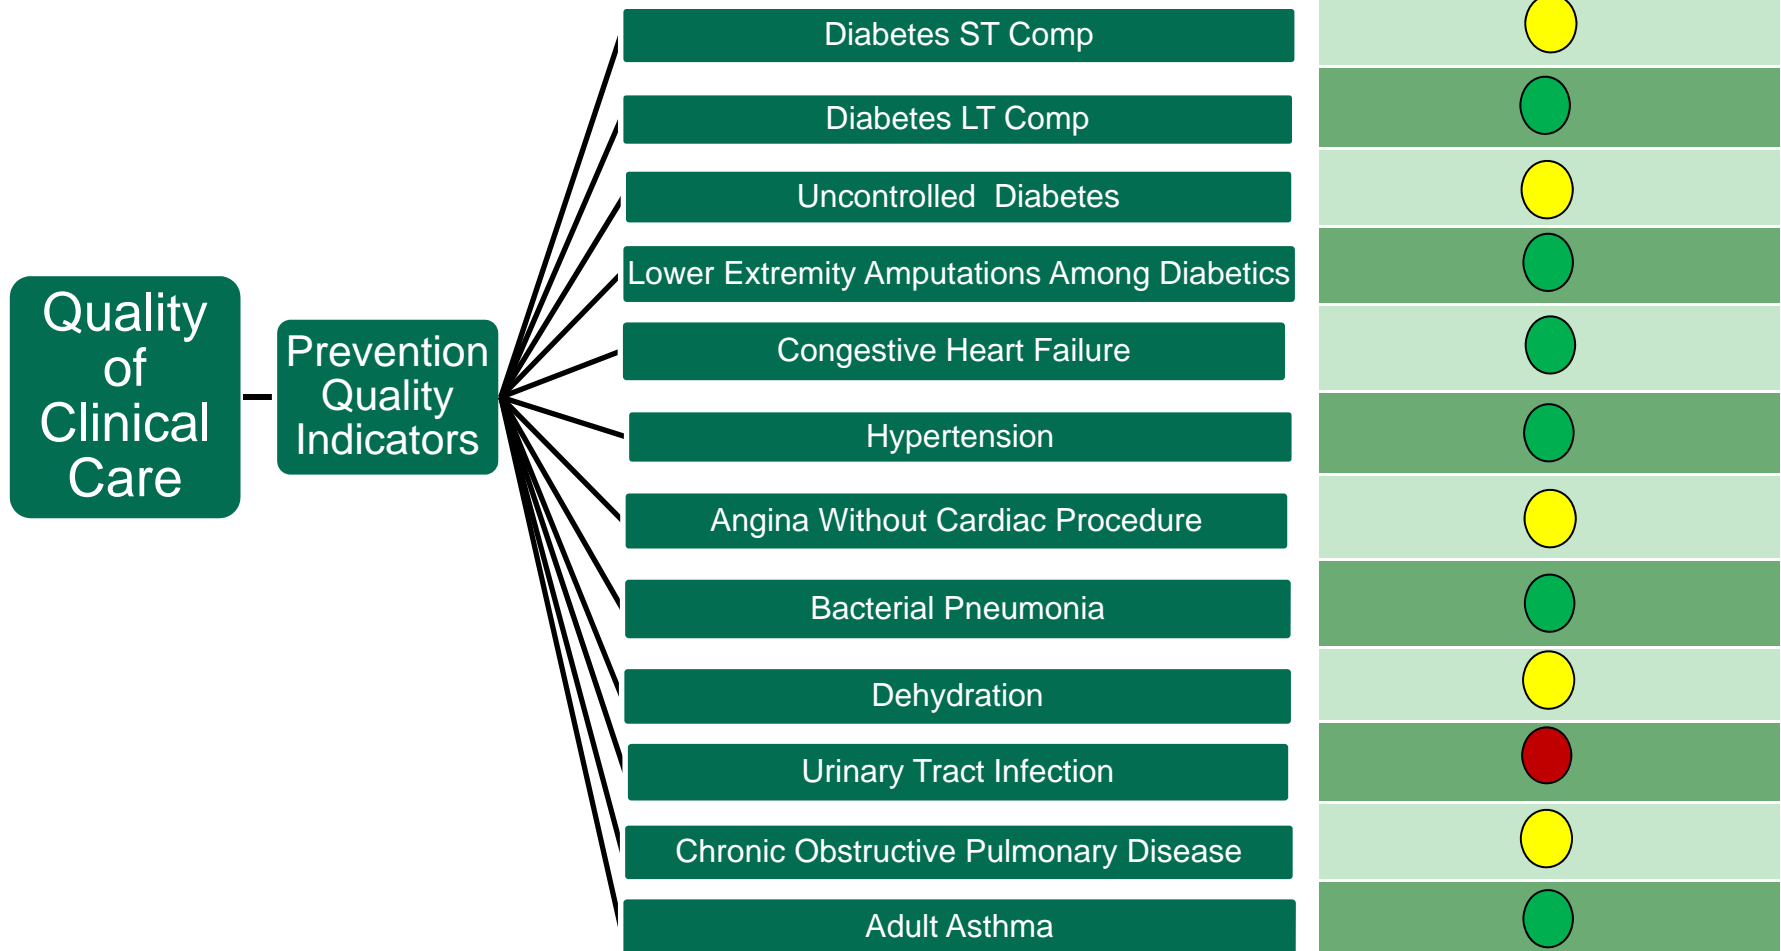 Quality
of
Clinical
Care
Prevention
Quality
Indicators
Diabetes ST Comp
Diabetes LT Comp
Uncontrolled  Diabetes
Lower Extremity Amputations Among Diabetics
Congestive Heart Failure
Hypertension
Angina Without Cardiac Procedure
Bacterial Pneumonia
Dehydration
Urinary Tract Infection
Chronic Obstructive Pulmonary Disease
Adult Asthma